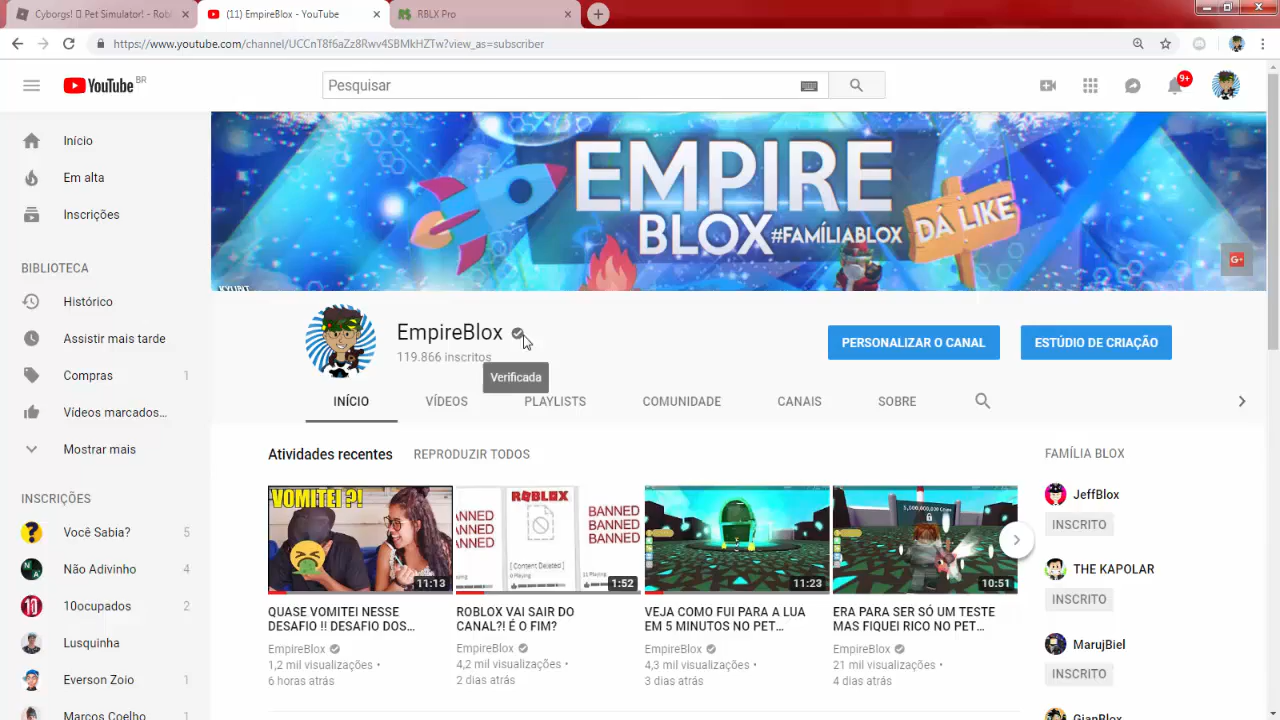 Cyborgs! Pet Simulator! - Robl
(11) EmpireBlox - YouTube
RBLX Pro
https://www.youtube.com/channel/UCCnT8f6aZz8Rwv4SBMkHZTw?view_as=subscriber
YouTube BR
Pesquisar
9+
Início
Em alta
Inscrições
BIBLIOTECA
Histórico
Assistir mais tarde
Compras 1
Vídeos marcados...
Mostrar mais
INSCRIÇÕES
Você Sabia? 5
Não Adivinho 4
10ocupados 2
Lusquinha
Everson Zoio 1
Marcos Coelho
EMPIRE
BLOX #FAMÍLIABLOX
DÁ LIKE
G+
EmpireBlox
119.866 inscritos
Verificada
PERSONALIZAR O CANAL
ESTÚDIO DE CRIAÇÃO
INÍCIO
VÍDEOS
PLAYLISTS
COMUNIDADE
CANAIS
SOBRE
Atividades recentes
REPRODUZIR TODOS
VOMITEI ?!
11:13
QUASE VOMITEI NESSE
DESAFIO !! DESAFIO DOS...
EmpireBlox
1,2 mil visualizações •
6 horas atrás
ROBLOX
BANNED
BANNED
BANNED
[ Content Deleted ]
1:52
ROBLOX VAI SAIR DO
CANAL?! É O FIM?
EmpireBlox
4,2 mil visualizações •
2 dias atrás
11:23
VEJA COMO FUI PARA A LUA
EM 5 MINUTOS NO PET...
EmpireBlox
4,3 mil visualizações •
3 dias atrás
10:51
ERA PARA SER SÓ UM TESTE
MAS FIQUEI RICO NO PET...
EmpireBlox
21 mil visualizações •
4 dias atrás
FAMÍLIA BLOX
JeffBlox
INSCRITO
THE KAPOLAR
INSCRITO
MarujBiel
INSCRITO
GianBlox